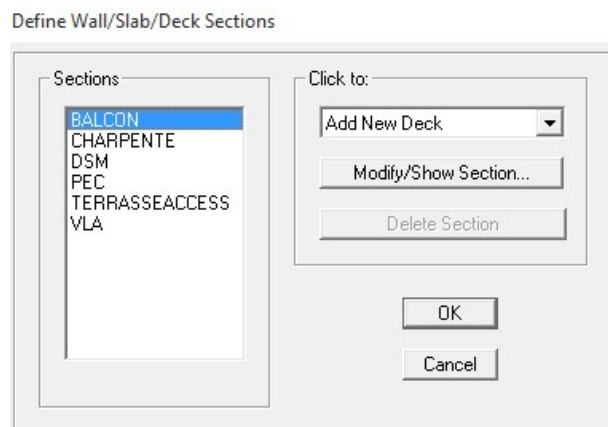 Define Wall/Slab/Deck Sections
Sections
BALCON
CHARPENTE
DSM
PEC
TERRASSEACCESS
VLA
Click to:
Add New Deck
Modify/Show Section...
Delete Section
OK
Cancel